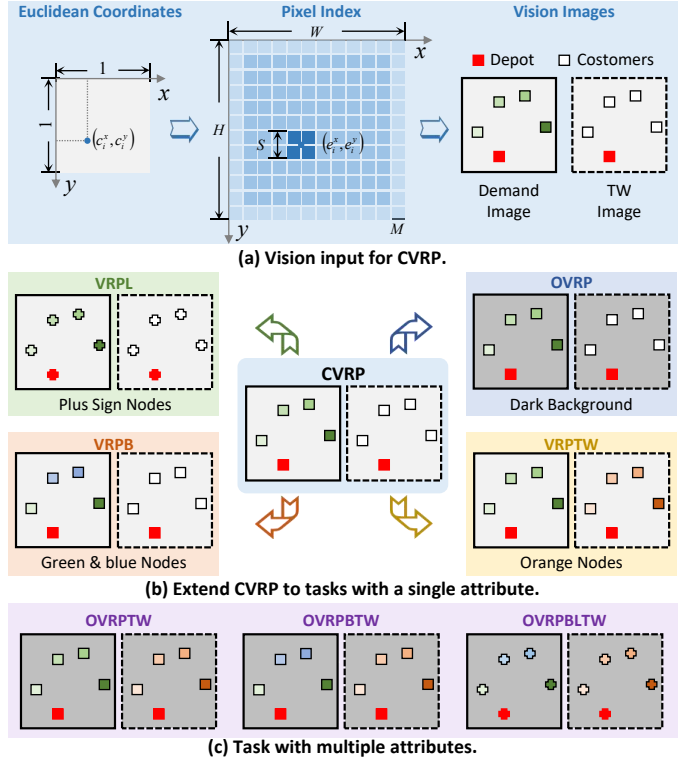 Euclidean Coordinates
Pixel Index
Vision Images
1
x
1
(c_i^x, c_i^y)
y
W
x
H
S
(e_i^x, e_i^y)
y
M
Depot
Costomers
Demand
Image
TW
Image
(a) Vision input for CVRP.
VRPL
Plus Sign Nodes
OVRP
Dark Background
CVRP
VRPB
Green & blue Nodes
VRPTW
Orange Nodes
(b) Extend CVRP to tasks with a single attribute.
OVRPTW
OVRPBTW
OVRPBLTW
(c) Task with multiple attributes.